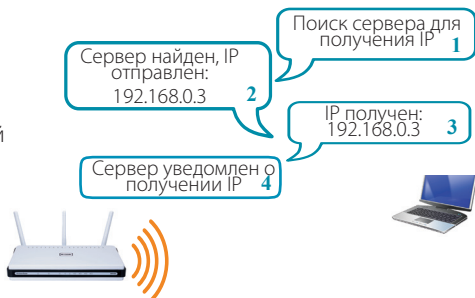 Поиск сервера для
получения IP 1
Сервер найден, IP
отправлен:
192.168.0.3 2
IP получен:
192.168.0.3 3
й
Сервер уведомлен о
получении IP 4